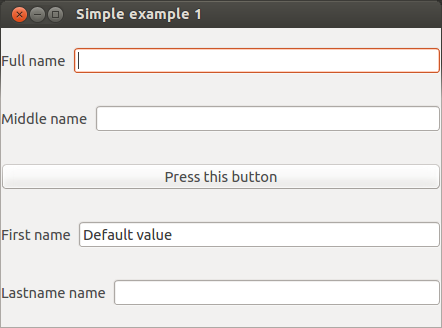 Simple example 1
Full name
Middle name
Press this button
First name Default value
Lastname name